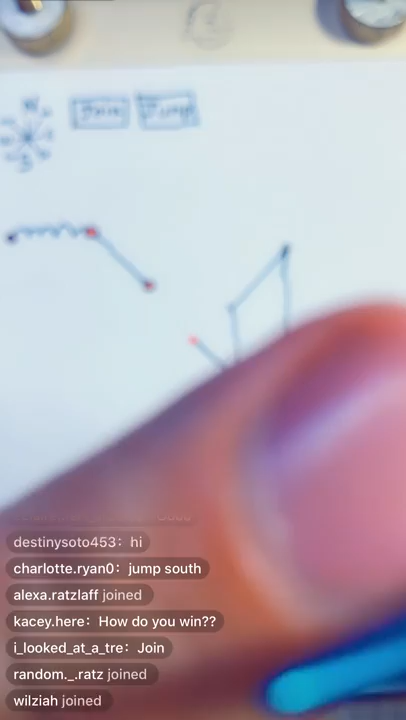 N
Join Jump
S
destinysoto453: hi
charlotte.ryan0: jump south
alexa.ratzlaff joined
kacey.here: How do you win??
i_looked_at_a_tre: Join
random._.ratz joined
wilziah joined